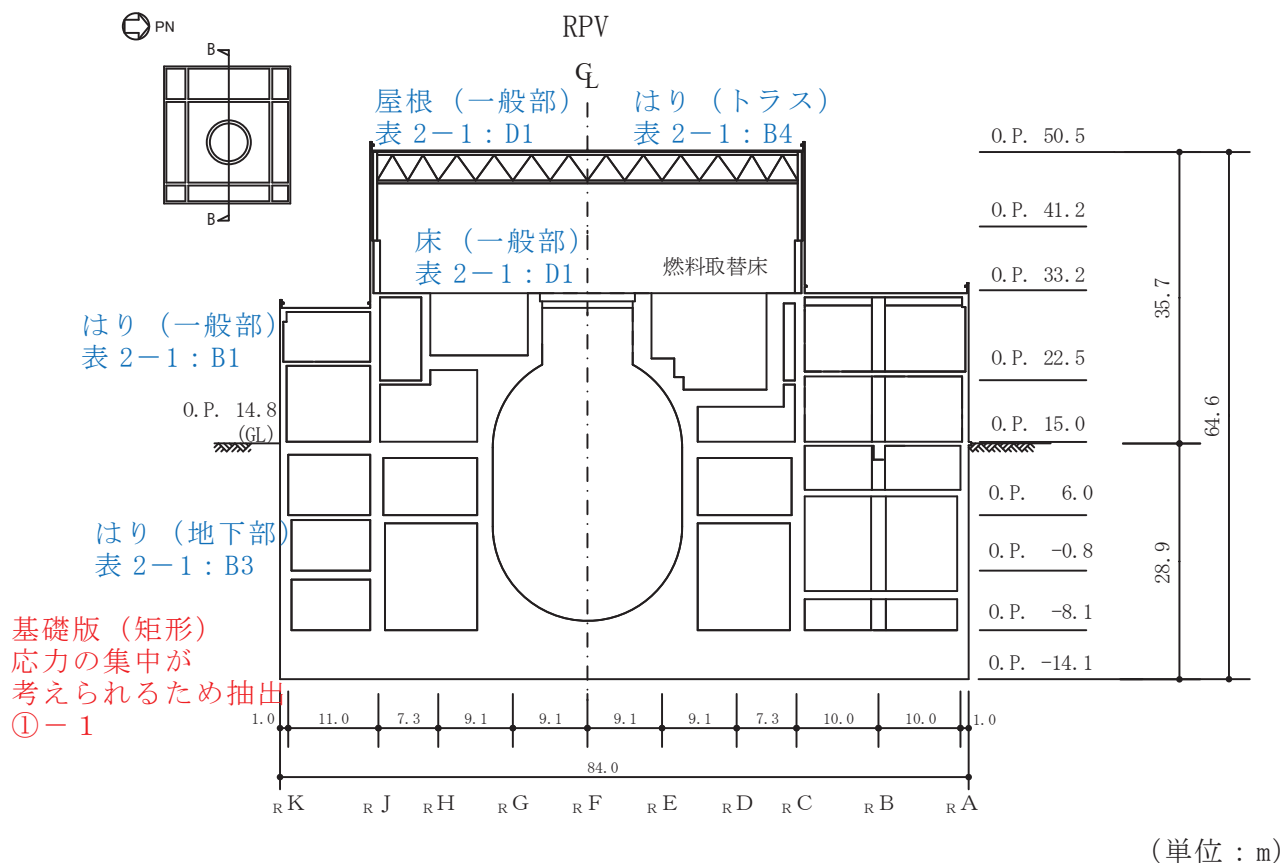 PN
B
B
RPV
CL
屋根（一般部）
表 2－1：D1
はり（トラス）
表 2－1：B4
床（一般部）
表 2－1：D1
燃料取替床
はり（一般部）
表 2－1：B1
O.P. 14.8
(GL)
はり（地下部）
表 2－1：B3
基礎版（矩形）
応力の集中が
考えられるため抽出
①－1
O.P. 50.5
O.P. 41.2
O.P. 33.2
O.P. 22.5
O.P. 15.0
O.P. 6.0
O.P. -0.8
O.P. -8.1
O.P. -14.1
35.7
28.9
64.6
1.0 11.0 7.3 9.1 9.1 9.1 9.1 7.3 10.0 10.0 1.0
84.0
RK RJ RH RG RF RE RD RC RB RA
（単位：m）